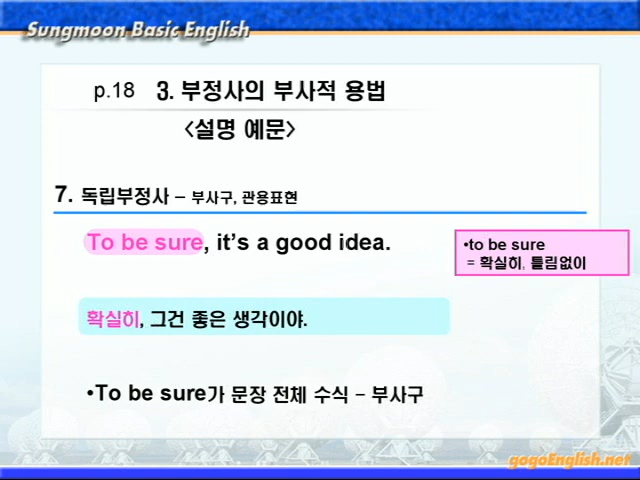 Sungmoon Basic English
p.18 3. 부정사의 부사적 용법
<설명 예문>
7. 독립부정사 – 부사구, 관용표현
To be sure, it's a good idea.
•to be sure
= 확실히, 틀림없이
확실히, 그건 좋은 생각이야.
•To be sure가 문장 전체 수식 – 부사구
gogoEnglish.net